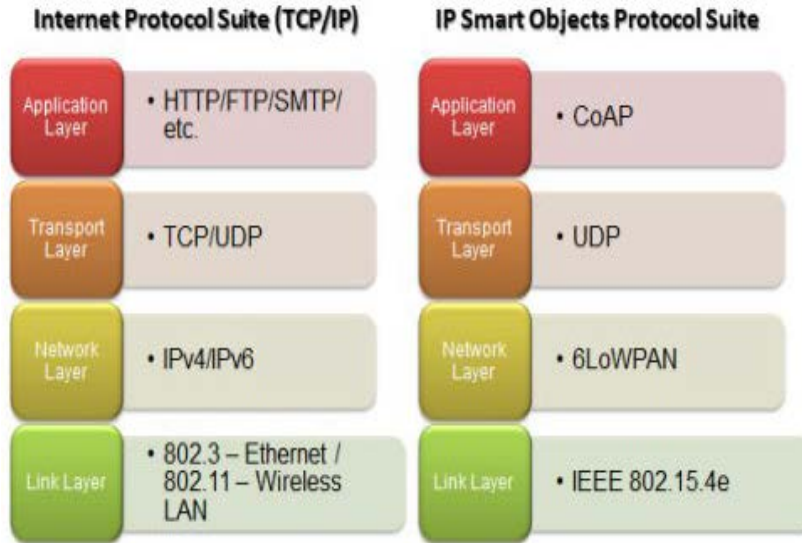 Internet Protocol Suite (TCP/IP)
Application
Layer
• HTTP/FTP/SMTP/
etc.
Transport
Layer
• TCP/UDP
Network
Layer
• IPv4/IPv6
Link Layer
• 802.3 – Ethernet /
802.11 – Wireless
LAN
IP Smart Objects Protocol Suite
Application
Layer
• CoAP
Transport
Layer
• UDP
Network
Layer
• 6LoWPAN
Link Layer
• IEEE 802.15.4e